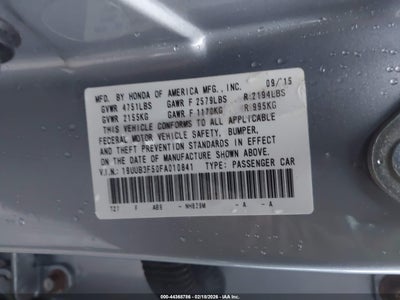 MFD. BY HONDA OF AMERICA MFG., INC. 09/15
GVWR 4751LBS GAWR F 2579LBS R 2194LBS
GVWR 2155KG GAWR F 1170KG R 995KG
THIS VEHICLE CONFORMS TO ALL APPLICABLE
FEDERAL MOTOR VEHICLE SAFETY, BUMPER,
AND THEFT PREVENTION STANDARDS IN EFFECT ON
THE DATE OF MANUFACTURE SHOWN ABOVE.
V.I.N.: 19UUB3F50FA010841 TYPE: PASSENGER CAR
NH829M - A - A
000-44368786 - 02/18/2026 - IAA Inc.